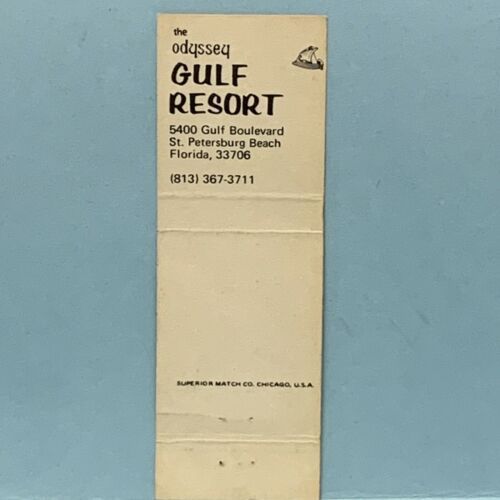 the
odyssey
GULF
RESORT
5400 Gulf Boulevard
St. Petersburg Beach
Florida, 33706
(813) 367-3711
SUPERIOR MATCH CO. CHICAGO, U.S.A.